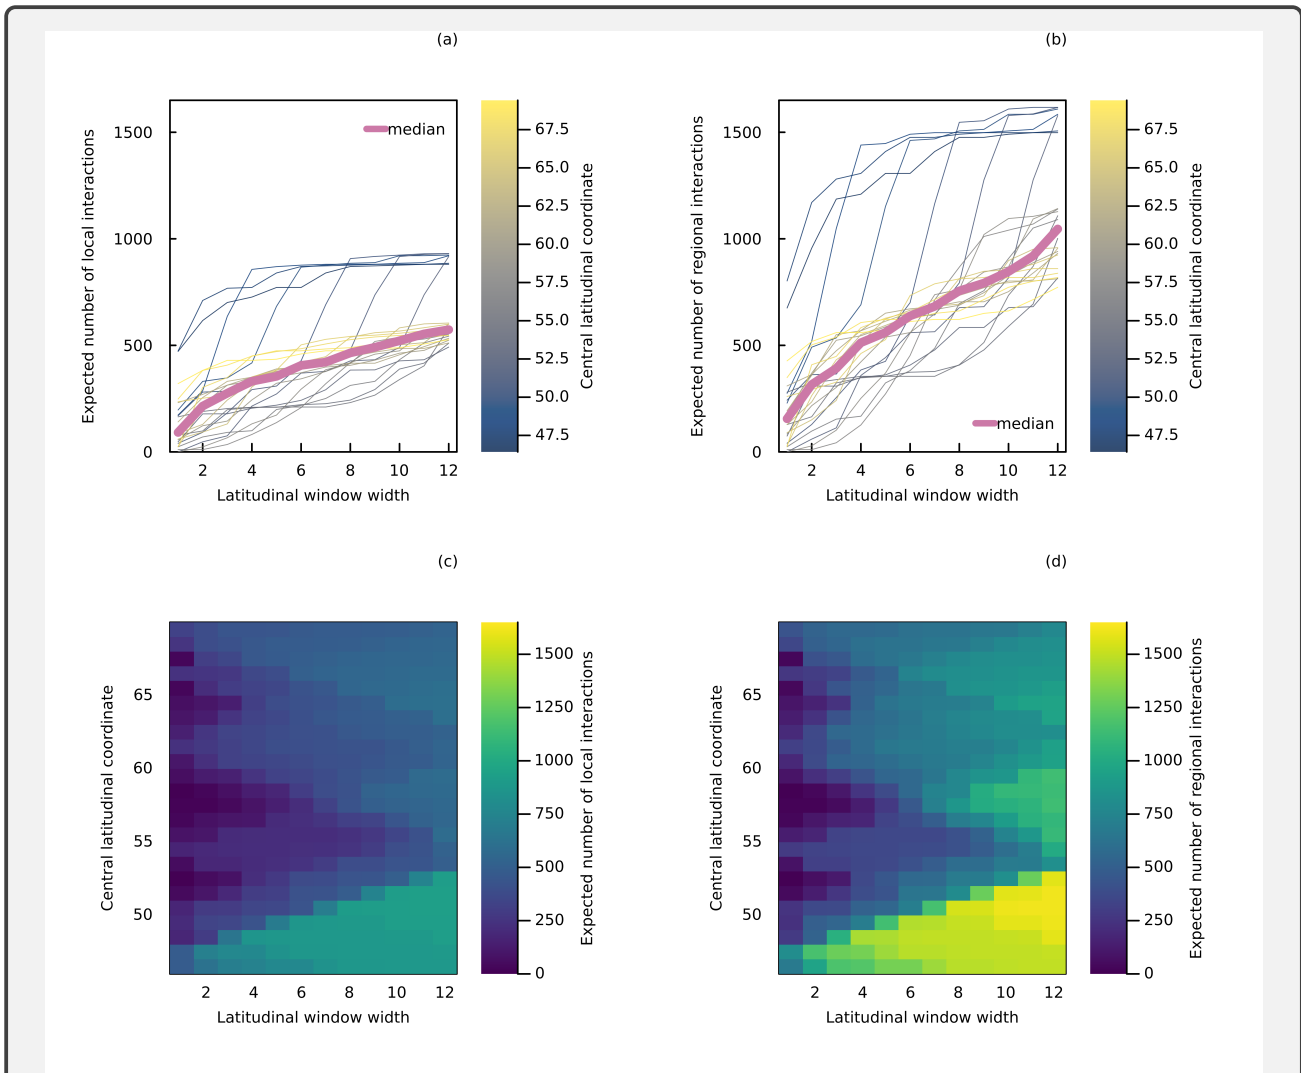 (a)
1500
1000
500
0
2 4 6 8 10 12
Expected number of local interactions
Latitudinal window width
median
67.5
65.0
62.5
60.0
57.5
55.0
52.5
50.0
47.5
Central latitudinal coordinate
(b)
1500
1000
500
0
2 4 6 8 10 12
Expected number of regional interactions
Latitudinal window width
median
67.5
65.0
62.5
60.0
57.5
55.0
52.5
50.0
47.5
Central latitudinal coordinate
(c)
65
60
55
50
2 4 6 8 10 12
Central latitudinal coordinate
Latitudinal window width
1500
1250
1000
750
500
250
0
Expected number of local interactions
(d)
65
60
55
50
2 4 6 8 10 12
Central latitudinal coordinate
Latitudinal window width
1500
1250
1000
750
500
250
0
Expected number of regional interactions